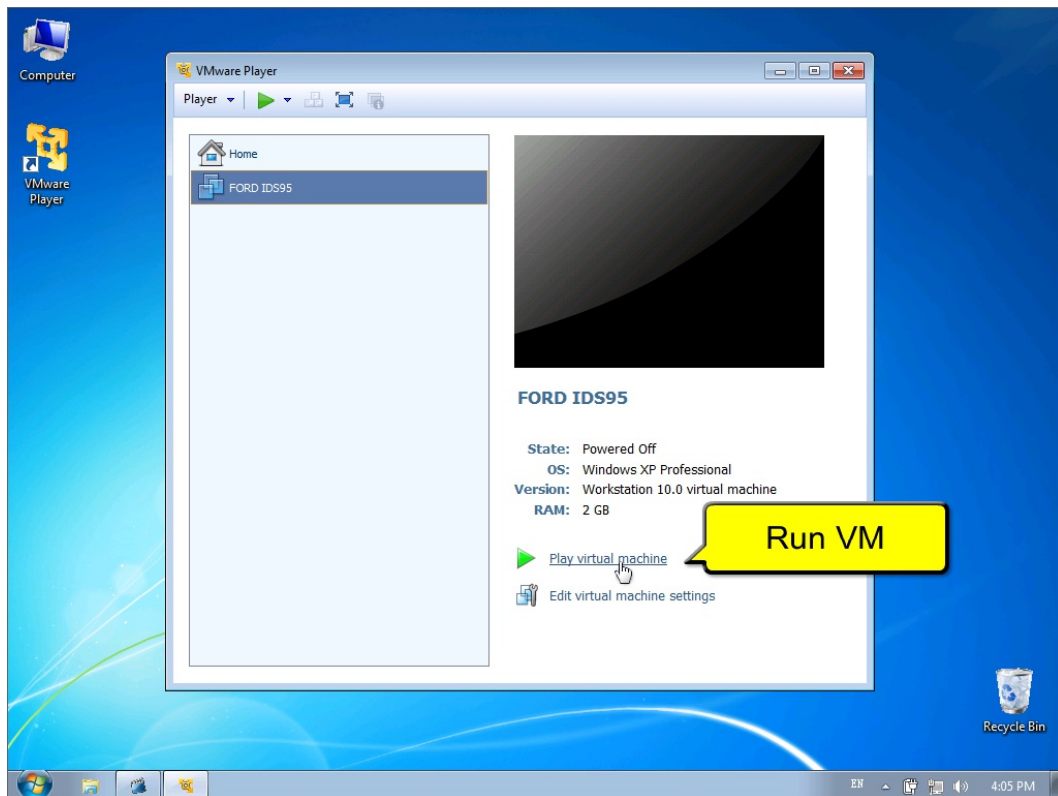 Computer
VMware
Player
VMware Player
Player
Home
FORD IDS95
FORD IDS95
State: Powered Off
OS: Windows XP Professional
Version: Workstation 10.0 virtual machine
RAM: 2 GB
Run VM
Play virtual machine
Edit virtual machine settings
Recycle Bin
EN
4:05 PM